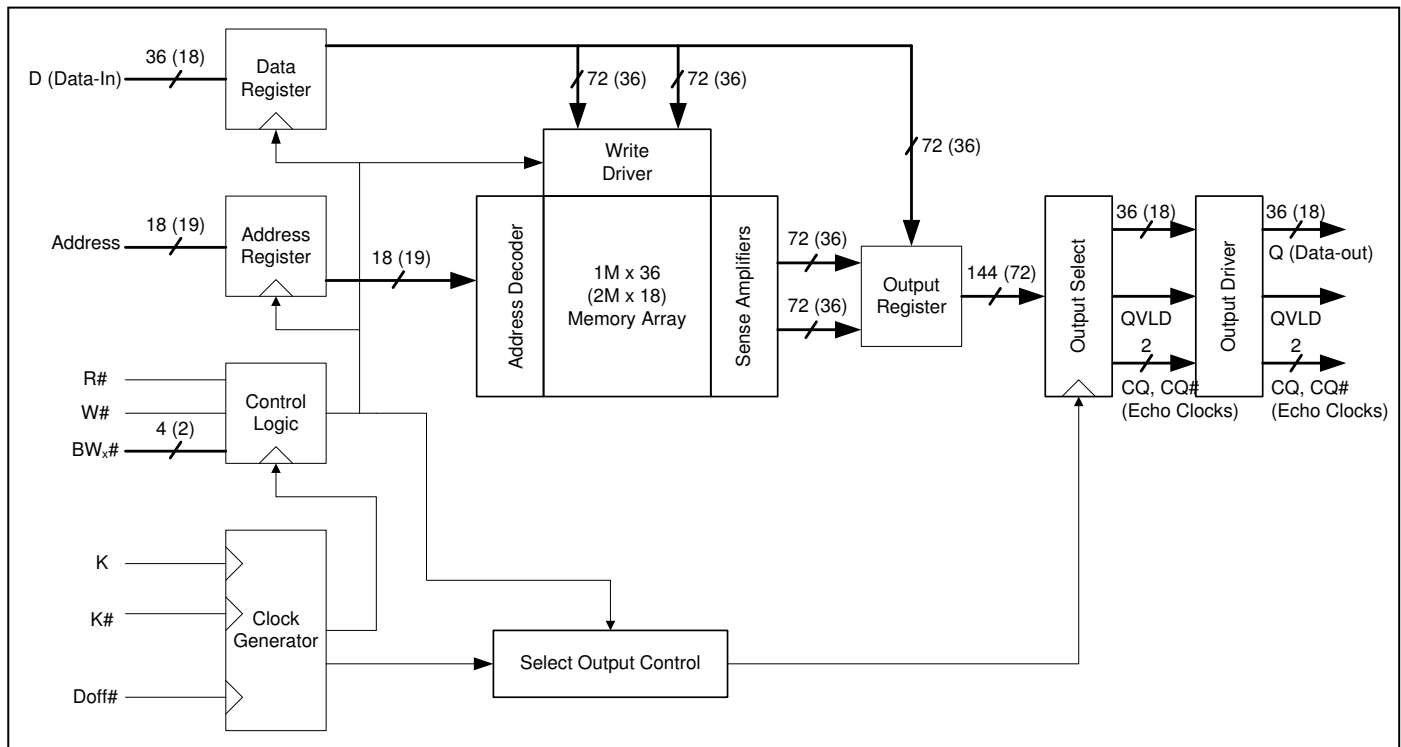 36 (18)
D (Data-In)
Data
Register
72 (36)
72 (36)
72 (36)
Write
Driver
18 (19)
Address
Address
Register
18 (19)
Address Decoder
1M x 36
(2M x 18)
Memory Array
Sense Amplifiers
72 (36)
72 (36)
Output
Register
144 (72)
Output Select
36 (18)
QVLD
2
CQ, CQ#
(Echo Clocks)
Output Driver
36 (18)
Q (Data-out)
QVLD
2
CQ, CQ#
(Echo Clocks)
R#
W#
4 (2)
BWx#
Control
Logic
K
K#
Doff#
Clock
Generator
Select Output Control